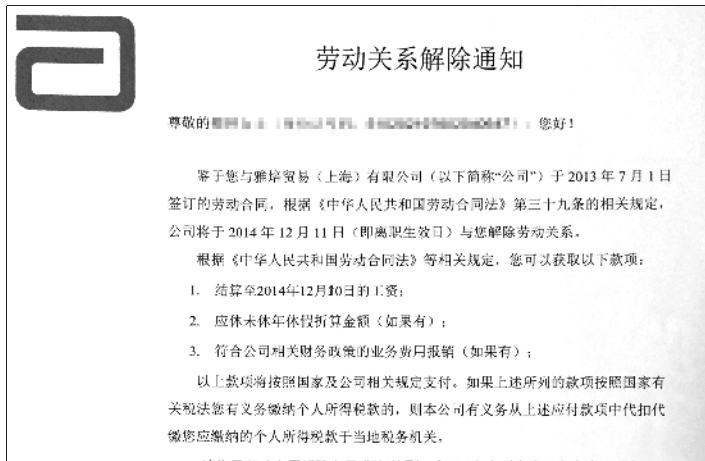 劳动关系解除通知
尊敬的 您好！
鉴于您与雅培贸易（上海）有限公司（以下简称“公司”）于 2013 年 7 月 1 日
签订的劳动合同，根据《中华人民共和国劳动合同法》第三十九条的相关规定，
公司将于 2014 年 12 月 11 日（即离职生效日）与您解除劳动关系。
根据《中华人民共和国劳动合同法》等相关规定，您可以获取以下款项：
1. 结算至2014年12月10日的工资；
2. 应休未休年休假折算金额（如果有）；
3. 符合公司相关财务政策的业务费用报销（如果有）；
以上款项将按照国家及公司相关规定支付。如果上述所列的款项按照国家有
关税法您有义务缴纳个人所得税款的，则本公司有义务从上述应付款项中代扣代
缴您应缴纳的个人所得税款于当地税务机关。